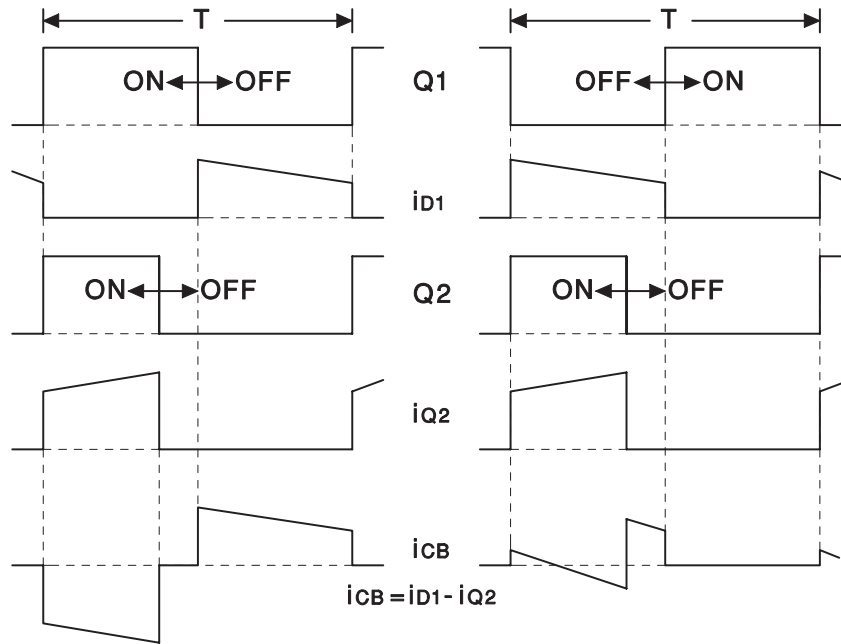 T T
ON OFF Q1 OFF ON
iD1
ON OFF Q2 ON OFF
iQ2
iCB
iCB = iD1 - iQ2